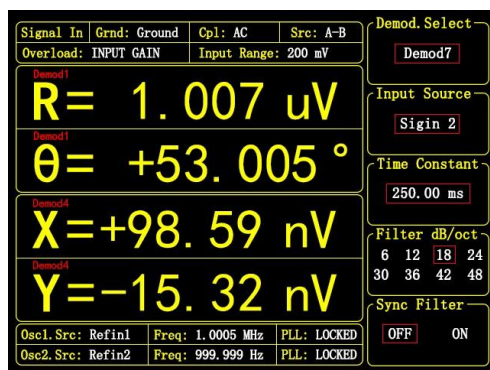 Signal In Grnd: Ground Cpl: AC Src: A-B
Overload: INPUT GAIN Input Range: 200 mV
Demod1
R= 1.007 uV
Demod1
θ= +53.005 °
Demod4
X=+98.59 nV
Demod4
Y=-15.32 nV
Osc1.Src: Refin1 Freq: 1.0005 MHz PLL: LOCKED
Osc2.Src: Refin2 Freq: 999.999 Hz PLL: LOCKED
Demod.Select
Demod7
Input Source
Sigin 2
Time Constant
250.00 ms
Filter dB/oct
6 12 18 24
30 36 42 48
Sync Filter
OFF ON